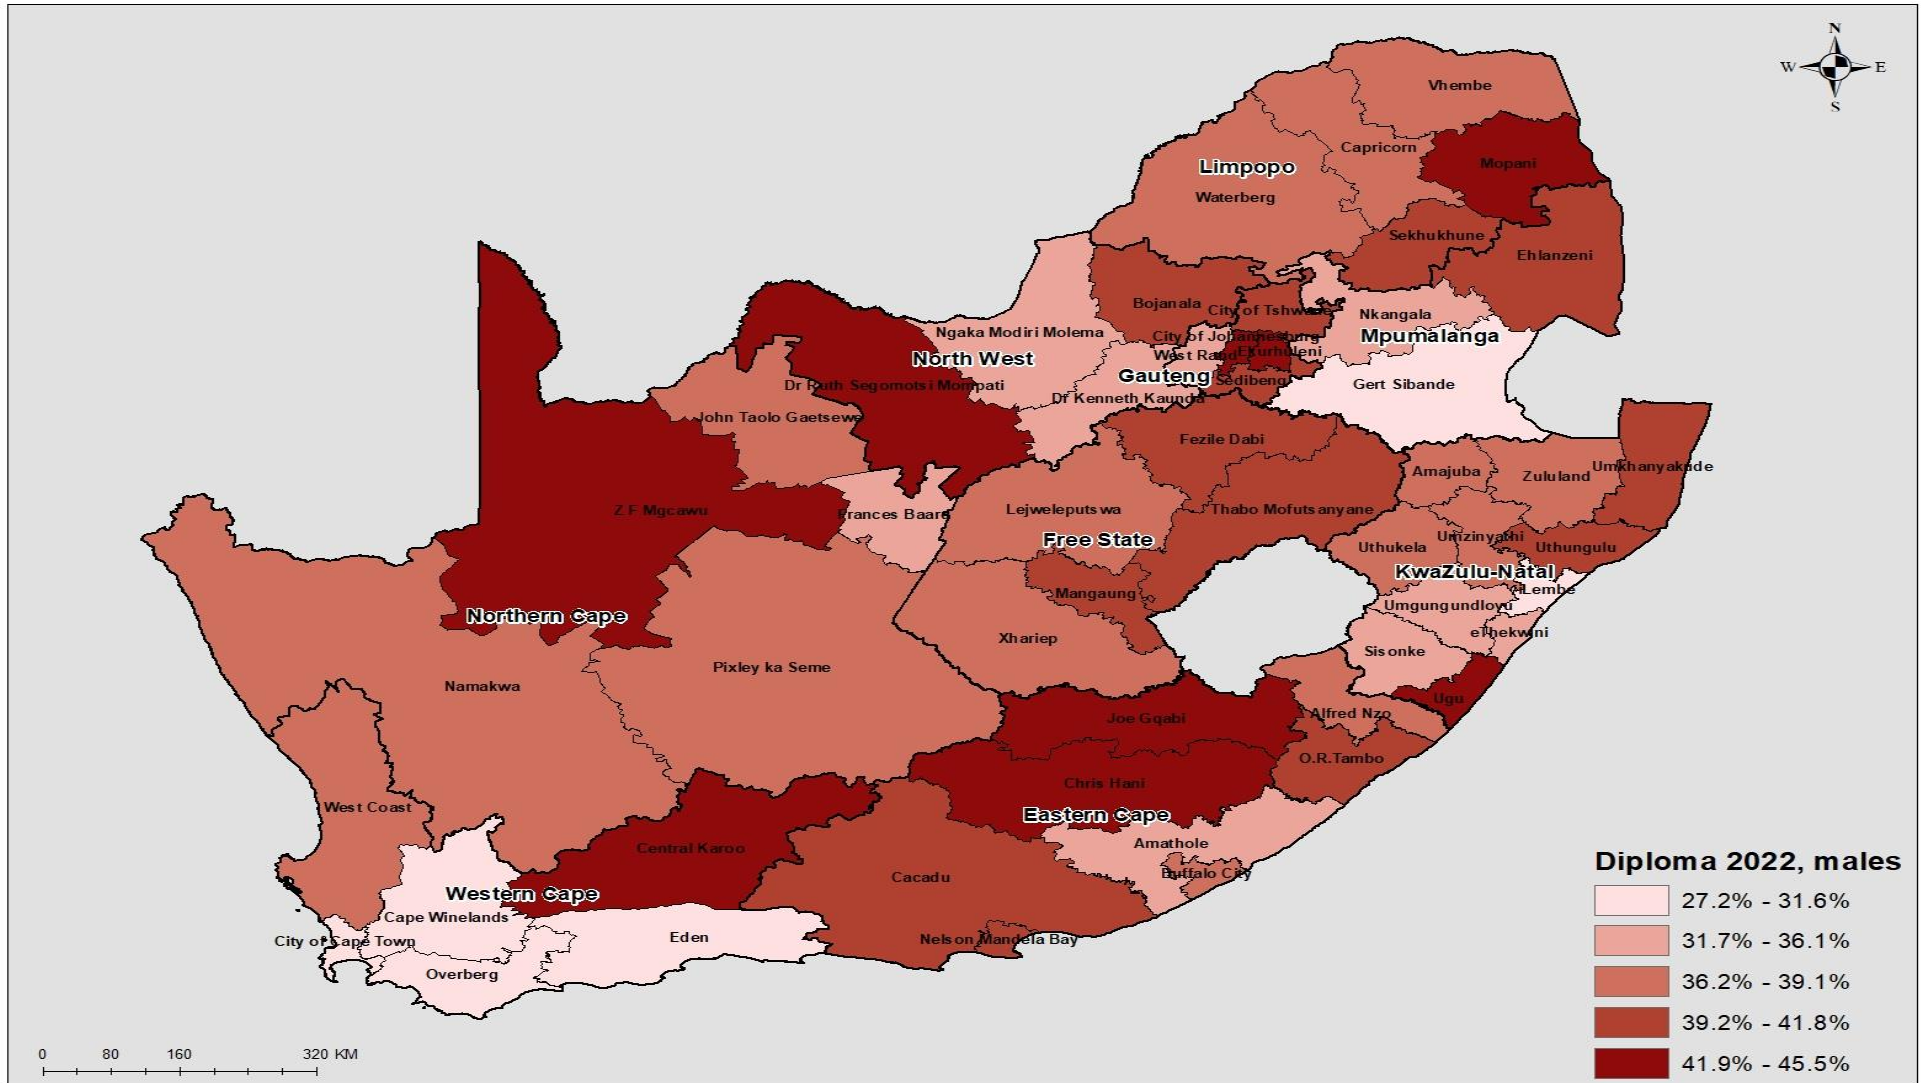 N
W E
S
Vhembe
Capricorn
Mopani
Limpopo
Waterberg
Sekhukhune
Ehlanzeni
Bojanala
City of Tshwane
Nkangala
Ngaka Modiri Molema
City of Johannesburg
Mpumalanga
North West
West Rand
Ekurhuleni
Gauteng
Sedibeng
Gert Sibande
Dr Ruth Segomotsi Mompati
Dr Kenneth Kaunda
John Taolo Gaetsewe
Fezile Dabi
Amajuba
Zululand
Umkhanyakude
Z F Mgcawu
Frances Baard
Lejweleputswa
Thabo Mofutsanyane
Free State
Umzinyathi
Uthukela
Uthungulu
KwaZulu-Natal
iLembe
Mangaung
Umgungundlovu
Northern Cape
Xhariep
eThekwini
Sisonke
Pixley ka Seme
Namakwa
Ugu
Joe Gqabi
Alfred Nzo
O.R.Tambo
Chris Hani
West Coast
Eastern Cape
Amathole
Central Karoo
Buffalo City
Cacadu
Western Cape
Cape Winelands
City of Cape Town
Eden
Nelson Mandela Bay
Overberg
Diploma 2022, males
27.2% - 31.6%
31.7% - 36.1%
36.2% - 39.1%
39.2% - 41.8%
41.9% - 45.5%
0 80 160 320 KM